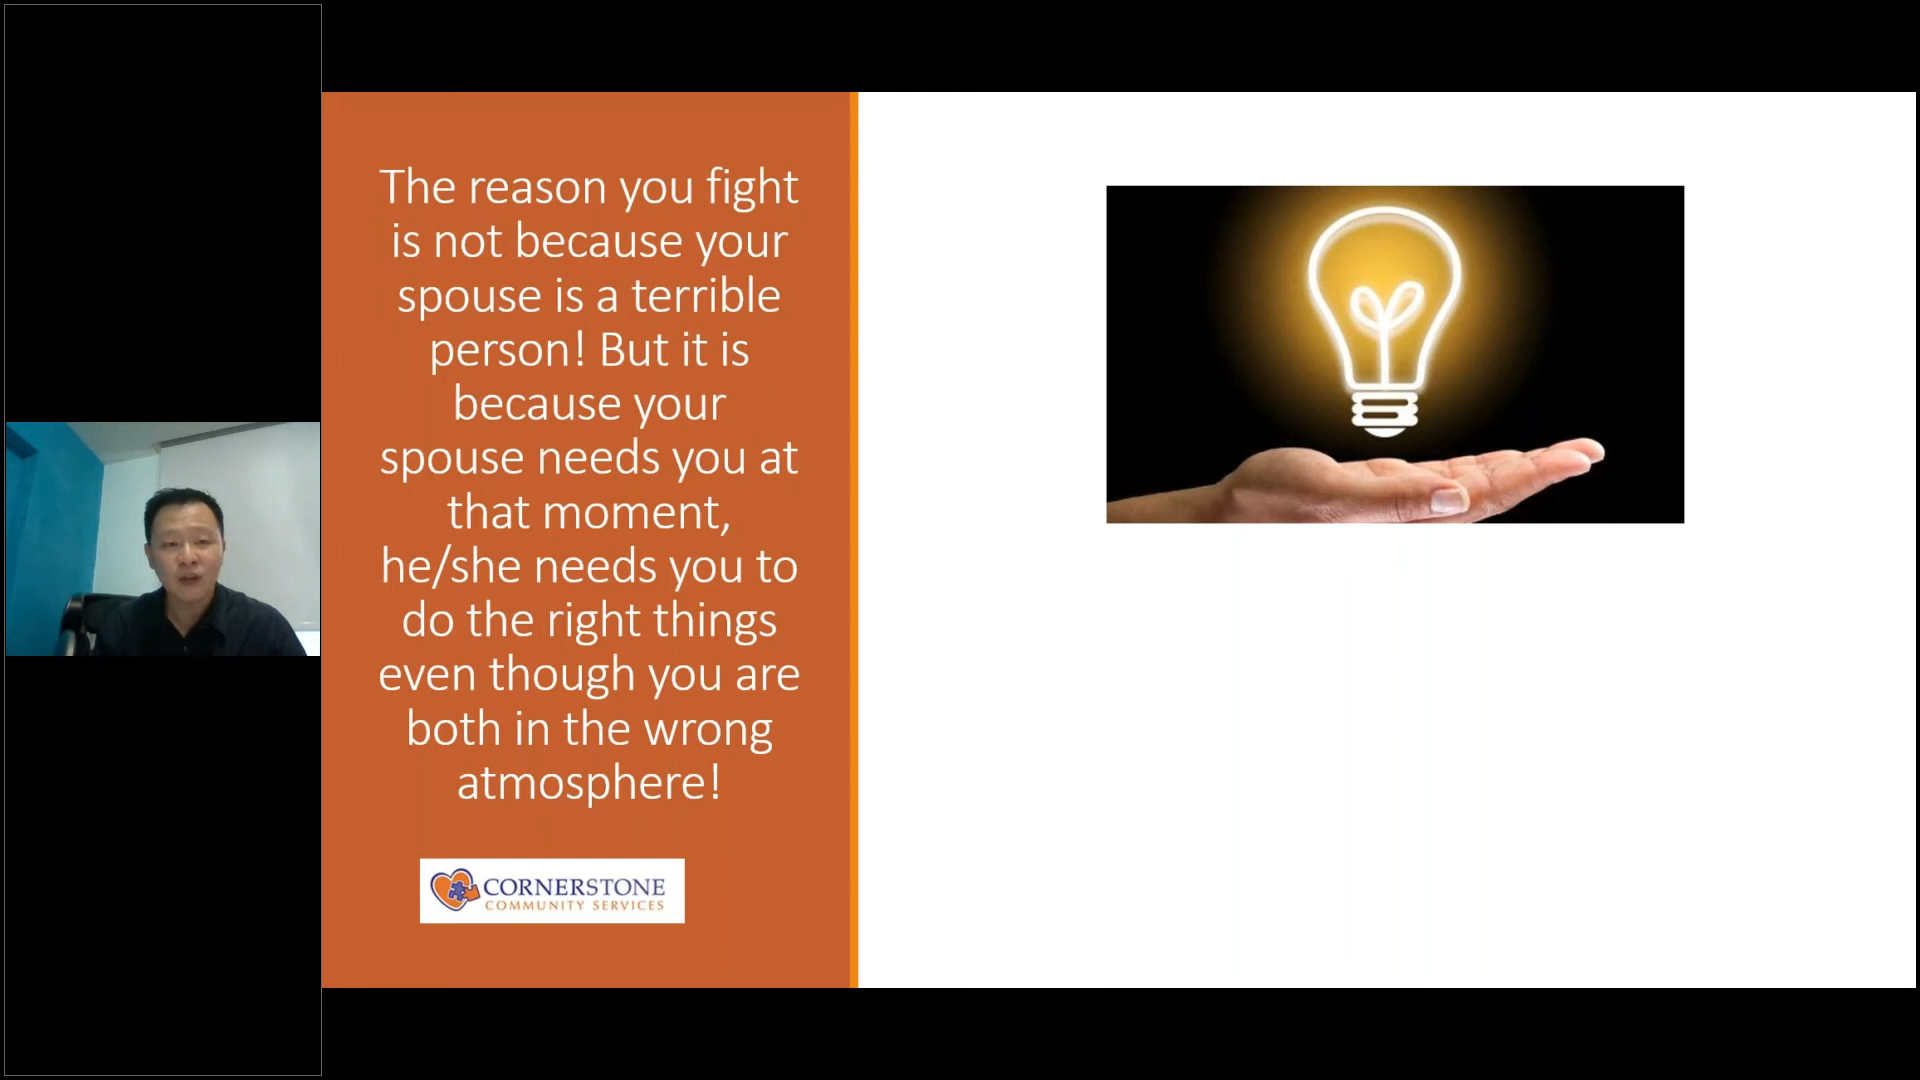 The reason you fight
is not because your
spouse is a terrible
person! But it is
because your
spouse needs you at
that moment,
he/she needs you to
do the right things
even though you are
both in the wrong
atmosphere!
CORNERSTONE
COMMUNITY SERVICES